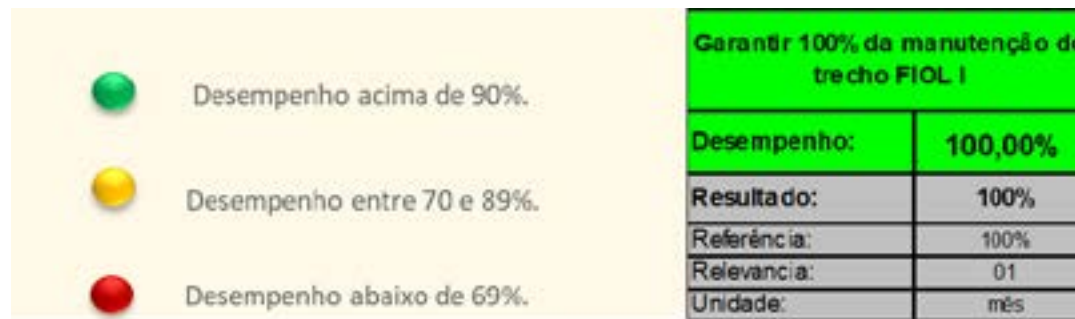 Desempenho acima de 90%.
Desempenho entre 70 e 89%.
Desempenho abaixo de 69%.
Garantir 100% da manutenção
trecho FIOL I
Desempenho: 100,00%
Resultado: 100%
Referência: 100%
Relevancia: 01
Unidade: mês